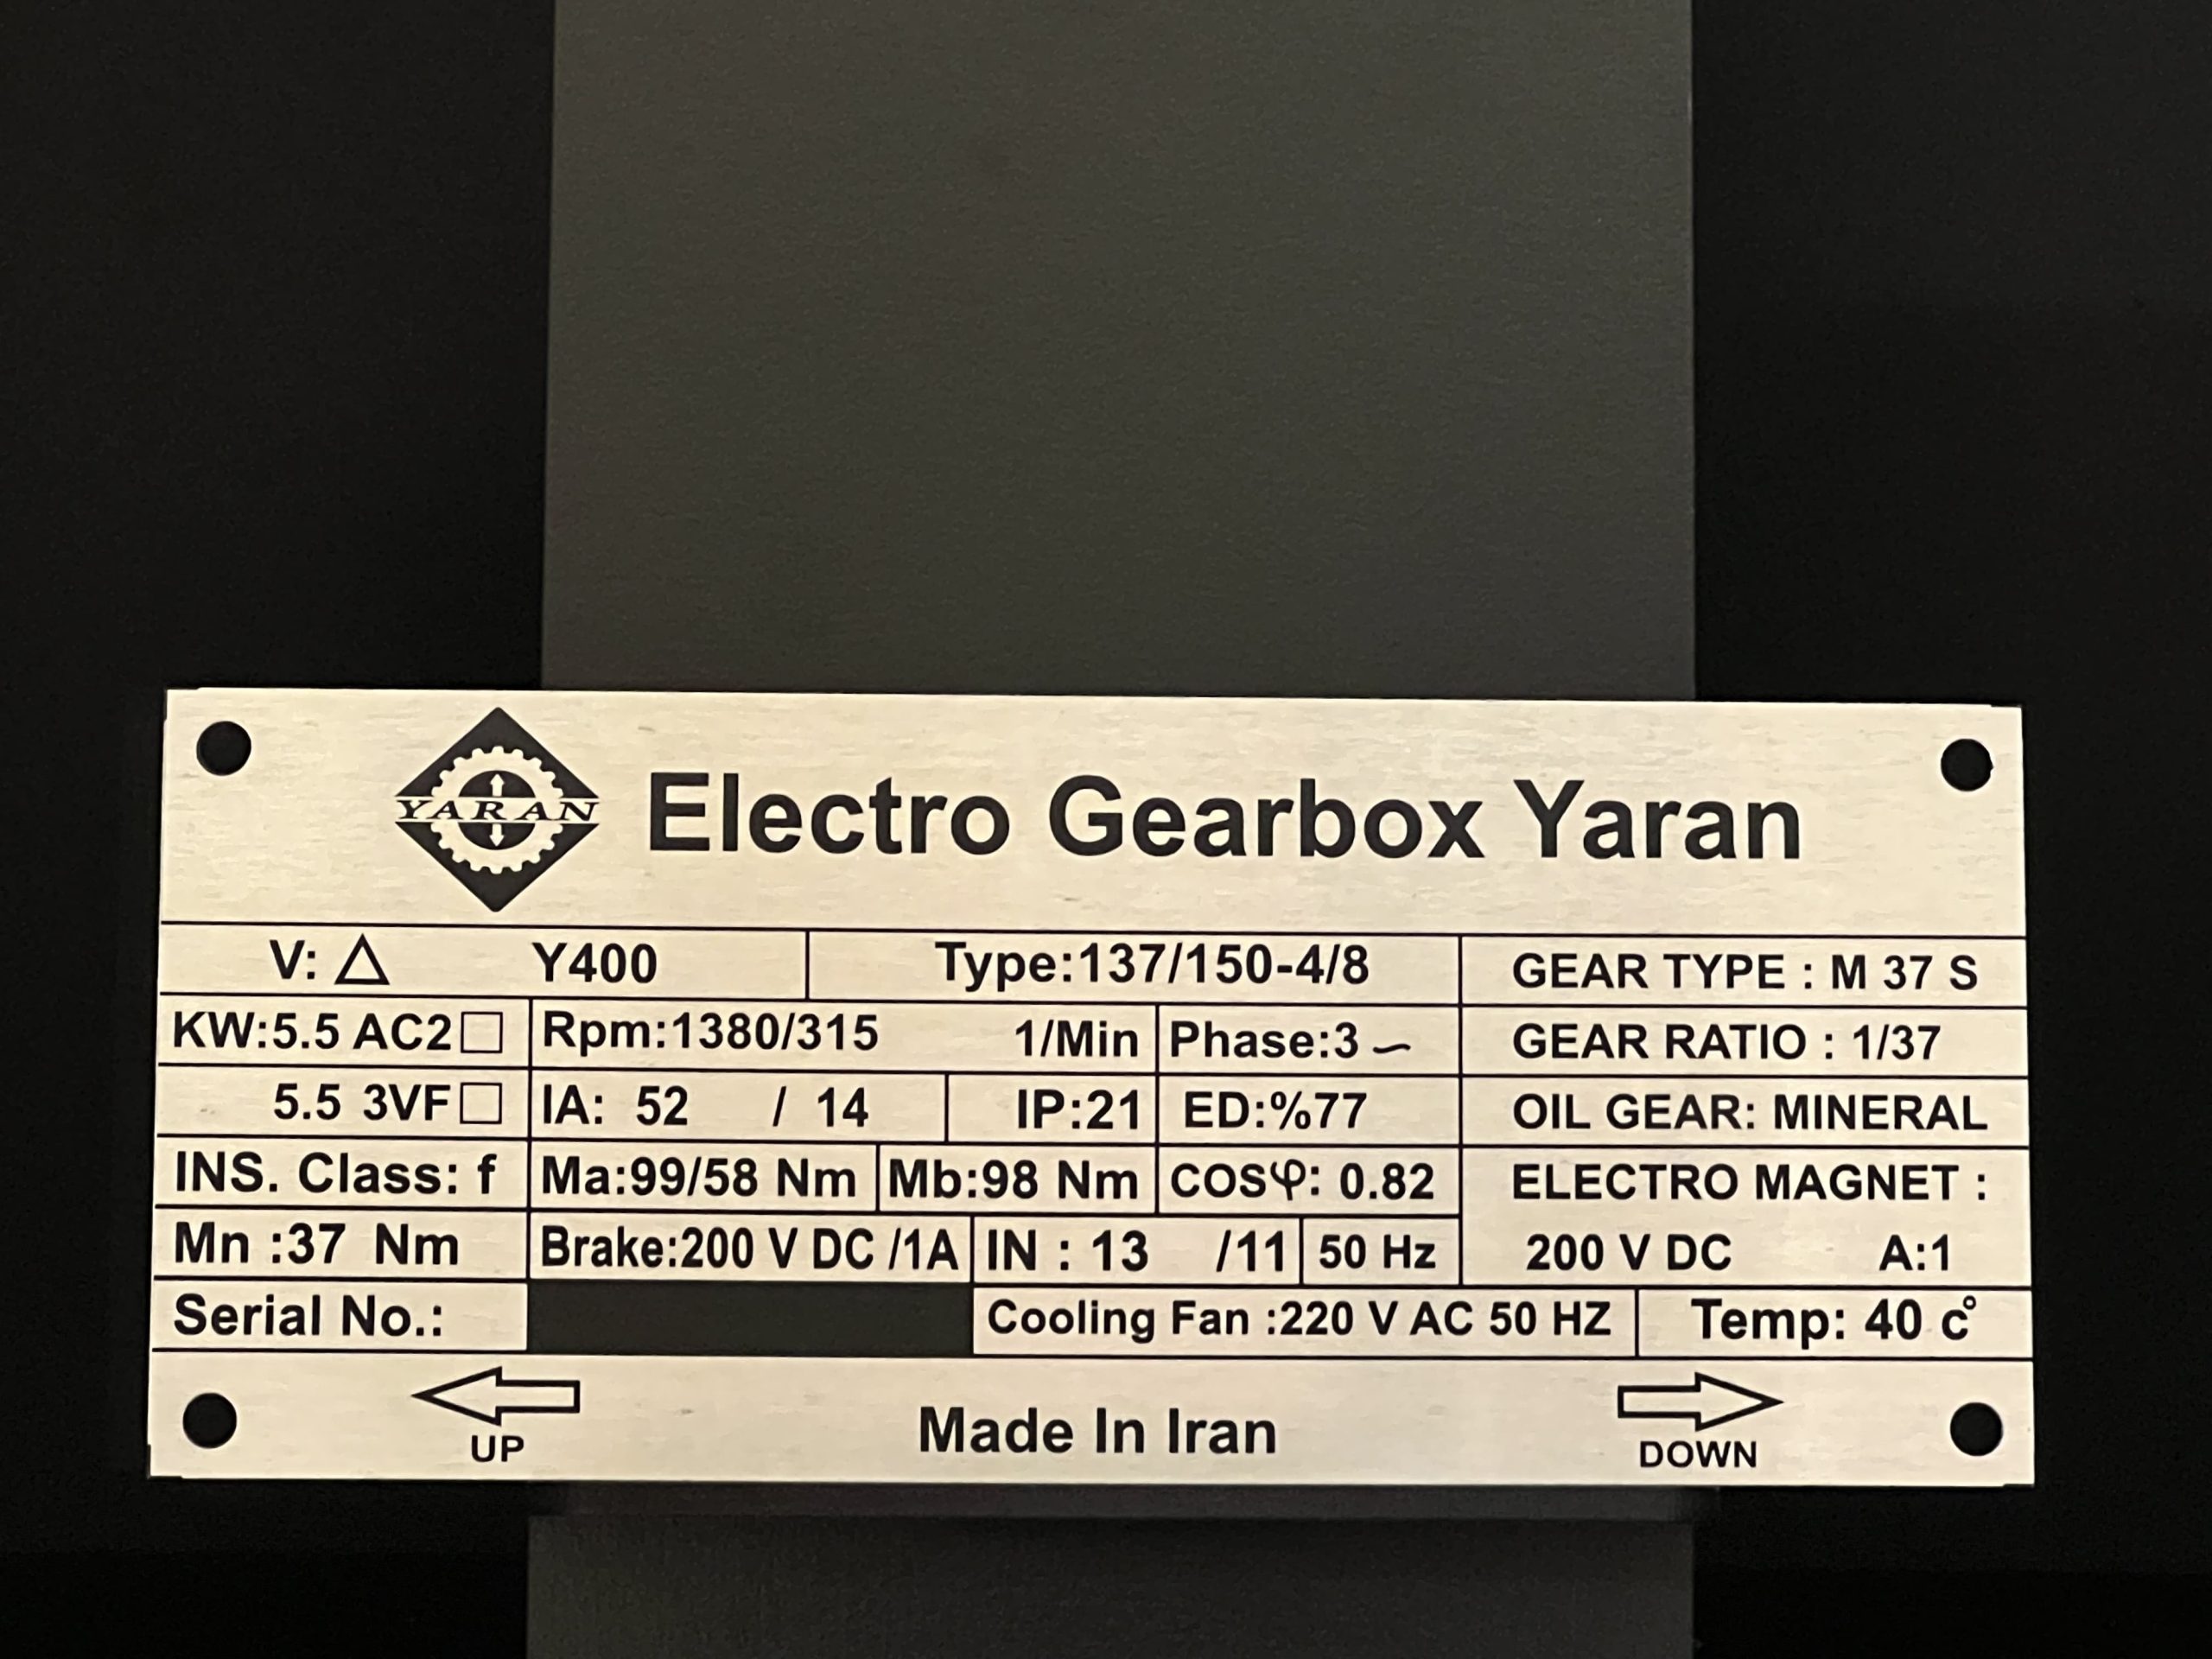 YARAN
Electro Gearbox Yaran
V: △ Y400 Type:137/150-4/8 GEAR TYPE : M 37 S
KW:5.5 AC2□ Rpm:1380/315 1/Min Phase:3 ∼ GEAR RATIO : 1/37
5.5 3VF□ IA: 52 / 14 IP:21 ED:%77 OIL GEAR: MINERAL
INS. Class: f Ma:99/58 Nm Mb:98 Nm COSφ: 0.82 ELECTRO MAGNET :
Mn :37 Nm Brake:200 V DC /1A IN : 13 /11 50 Hz 200 V DC A:1
Serial No.: Cooling Fan :220 V AC 50 HZ Temp: 40 c°
UP Made In Iran DOWN